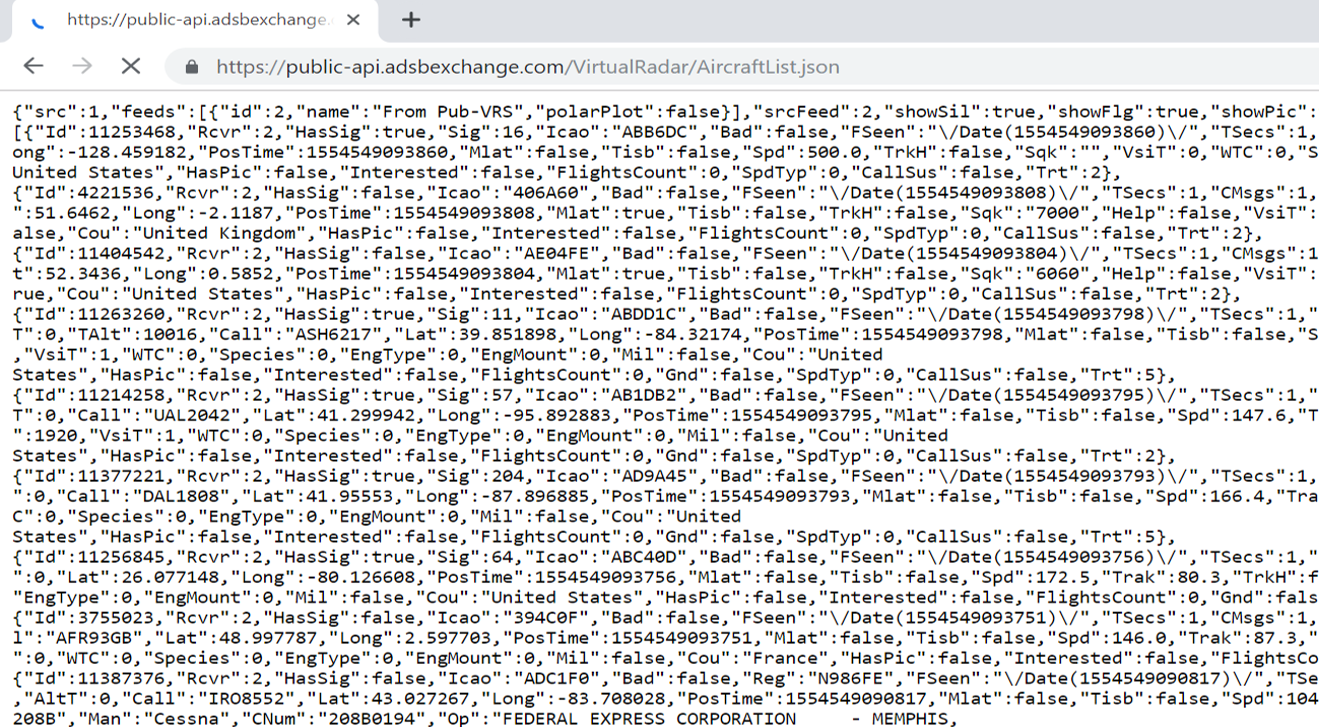 https://public-api.adsbexchange.
https://public-api.adsbexchange.com/VirtualRadar/AircraftList.json
{"src":1,"feeds":[{"id":2,"name":"From Pub-VRS","polarPlot":false}],"srcFeed":2,"showSil":true,"showFlg":true,"showPic":
[{"Id":11253468,"Rcvr":2,"HasSig":true,"Sig":16,"Icao":"ABB6DC","Bad":false,"FSeen":"\/Date(1554549093860)\/","TSecs":1,
ong":-128.459182,"PosTime":1554549093860,"Mlat":false,"Tisb":false,"Spd":500.0,"TrkH":false,"Sqk":"","VsiT":0,"WTC":0,"S
United States","HasPic":false,"Interested":false,"FlightsCount":0,"SpdTyp":0,"CallSus":false,"Trt":2},
{"Id":4221536,"Rcvr":2,"HasSig":false,"Icao":"406A60","Bad":false,"FSeen":"\/Date(1554549093808)\/","TSecs":1,"CMsgs":1,
":51.6462,"Long":-2.1187,"PosTime":1554549093808,"Mlat":true,"Tisb":false,"TrkH":false,"Sqk":"7000","Help":false,"VsiT":
alse,"Cou":"United Kingdom","HasPic":false,"Interested":false,"FlightsCount":0,"SpdTyp":0,"CallSus":false,"Trt":2},
{"Id":11404542,"Rcvr":2,"HasSig":false,"Icao":"AE04FE","Bad":false,"FSeen":"\/Date(1554549093804)\/","TSecs":1,"CMsgs":1
t":52.3436,"Long":0.5852,"PosTime":1554549093804,"Mlat":true,"Tisb":false,"TrkH":false,"Sqk":"6060","Help":false,"VsiT":
rue,"Cou":"United States","HasPic":false,"Interested":false,"FlightsCount":0,"SpdTyp":0,"CallSus":false,"Trt":2},
{"Id":11263260,"Rcvr":2,"HasSig":true,"Sig":11,"Icao":"ABDD1C","Bad":false,"FSeen":"\/Date(1554549093798)\/","TSecs":1,"
T":0,"TAlt":10016,"Call":"ASH6217","Lat":39.851898,"Long":-84.32174,"PosTime":1554549093798,"Mlat":false,"Tisb":false,"S
,"VsiT":1,"WTC":0,"Species":0,"EngType":0,"EngMount":0,"Mil":false,"Cou":"United
States","HasPic":false,"Interested":false,"FlightsCount":0,"Gnd":false,"SpdTyp":0,"CallSus":false,"Trt":5},
{"Id":11214258,"Rcvr":2,"HasSig":true,"Sig":57,"Icao":"AB1DB2","Bad":false,"FSeen":"\/Date(1554549093795)\/","TSecs":1,"
T":0,"Call":"UAL2042","Lat":41.299942,"Long":-95.892883,"PosTime":1554549093795,"Mlat":false,"Tisb":false,"Spd":147.6,"T
":1920,"VsiT":1,"WTC":0,"Species":0,"EngType":0,"EngMount":0,"Mil":false,"Cou":"United
States","HasPic":false,"Interested":false,"FlightsCount":0,"Gnd":false,"SpdTyp":0,"CallSus":false,"Trt":2},
{"Id":11377221,"Rcvr":2,"HasSig":true,"Sig":204,"Icao":"AD9A45","Bad":false,"FSeen":"\/Date(1554549093793)\/","TSecs":1,
":0,"Call":"DAL1808","Lat":41.95553,"Long":-87.896885,"PosTime":1554549093793,"Mlat":false,"Tisb":false,"Spd":166.4,"Tra
C":0,"Species":0,"EngType":0,"EngMount":0,"Mil":false,"Cou":"United
States","HasPic":false,"Interested":false,"FlightsCount":0,"Gnd":false,"SpdTyp":0,"CallSus":false,"Trt":5},
{"Id":11256845,"Rcvr":2,"HasSig":true,"Sig":64,"Icao":"ABC40D","Bad":false,"FSeen":"\/Date(1554549093756)\/","TSecs":1,"
":0,"Lat":26.077148,"Long":-80.126608,"PosTime":1554549093756,"Mlat":false,"Tisb":false,"Spd":172.5,"Trak":80.3,"TrkH":f
"EngType":0,"EngMount":0,"Mil":false,"Cou":"United States","HasPic":false,"Interested":false,"FlightsCount":0,"Gnd":fals
{"Id":3755023,"Rcvr":2,"HasSig":false,"Icao":"394C0F","Bad":false,"FSeen":"\/Date(1554549093751)\/","TSecs":1,"CMsgs":1,
l":"AFR93GB","Lat":48.997787,"Long":2.597703,"PosTime":1554549093751,"Mlat":false,"Tisb":false,"Spd":146.0,"Trak":87.3,"
":0,"WTC":0,"Species":0,"EngType":0,"EngMount":0,"Mil":false,"Cou":"France","HasPic":false,"Interested":false,"FlightsCo
{"Id":11387376,"Rcvr":2,"HasSig":false,"Icao":"ADC1F0","Bad":false,"Reg":"N986FE","FSeen":"\/Date(1554549090817)\/","TSe
,"AltT":0,"Call":"IRO8552","Lat":43.027267,"Long":-83.708028,"PosTime":1554549090817,"Mlat":false,"Tisb":false,"Spd":104
208B","Man":"Cessna","CNum":"208B0194","Op":"FEDERAL EXPRESS CORPORATION     - MEMPHIS,